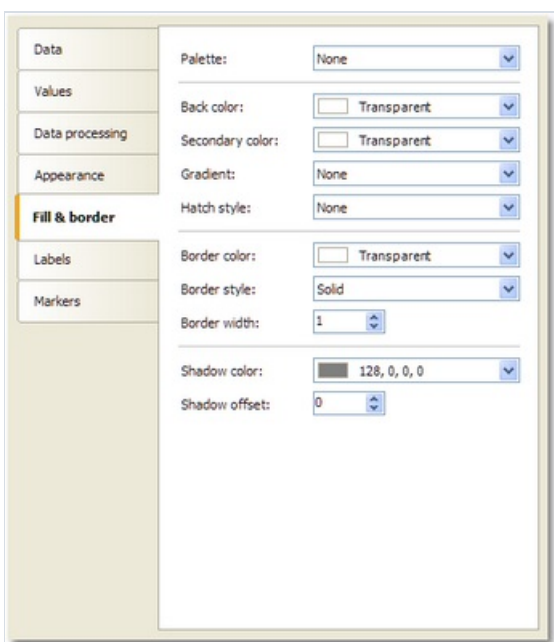 Data
Values
Data processing
Appearance
Fill & border
Labels
Markers
Palette: None
Back color: Transparent
Secondary color: Transparent
Gradient: None
Hatch style: None
Border color: Transparent
Border style: Solid
Border width: 1
Shadow color: 128, 0, 0, 0
Shadow offset: 0